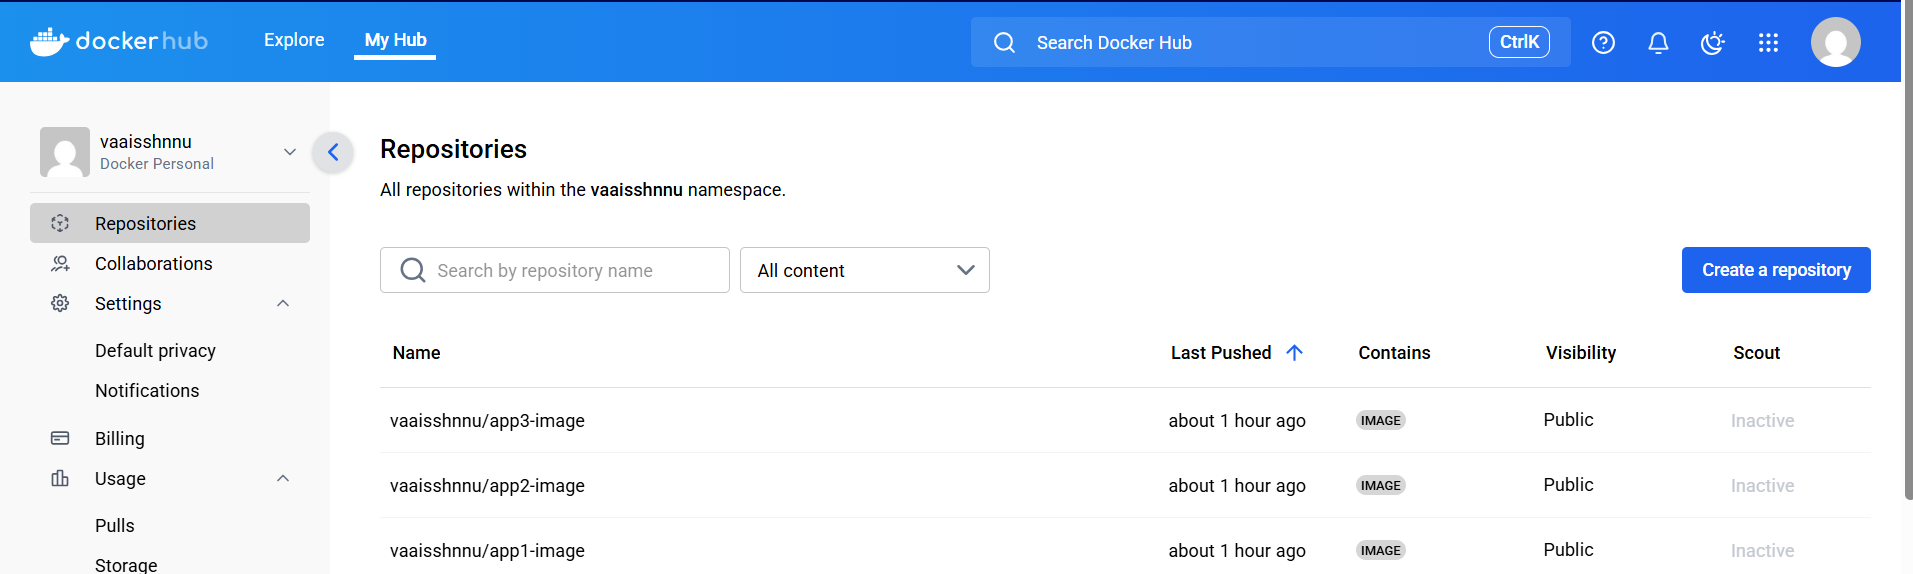 dockerhub
Explore
My Hub
Search Docker Hub
CtrlK
vaaisshnnu
Docker Personal
Repositories
Collaborations
Settings
Default privacy
Notifications
Billing
Usage
Pulls
Storage
Repositories
All repositories within the vaaisshnnu namespace.
Search by repository name
All content
Create a repository
Name Last Pushed Contains Visibility Scout
vaaisshnnu/app3-image about 1 hour ago IMAGE Public Inactive
vaaisshnnu/app2-image about 1 hour ago IMAGE Public Inactive
vaaisshnnu/app1-image about 1 hour ago IMAGE Public Inactive